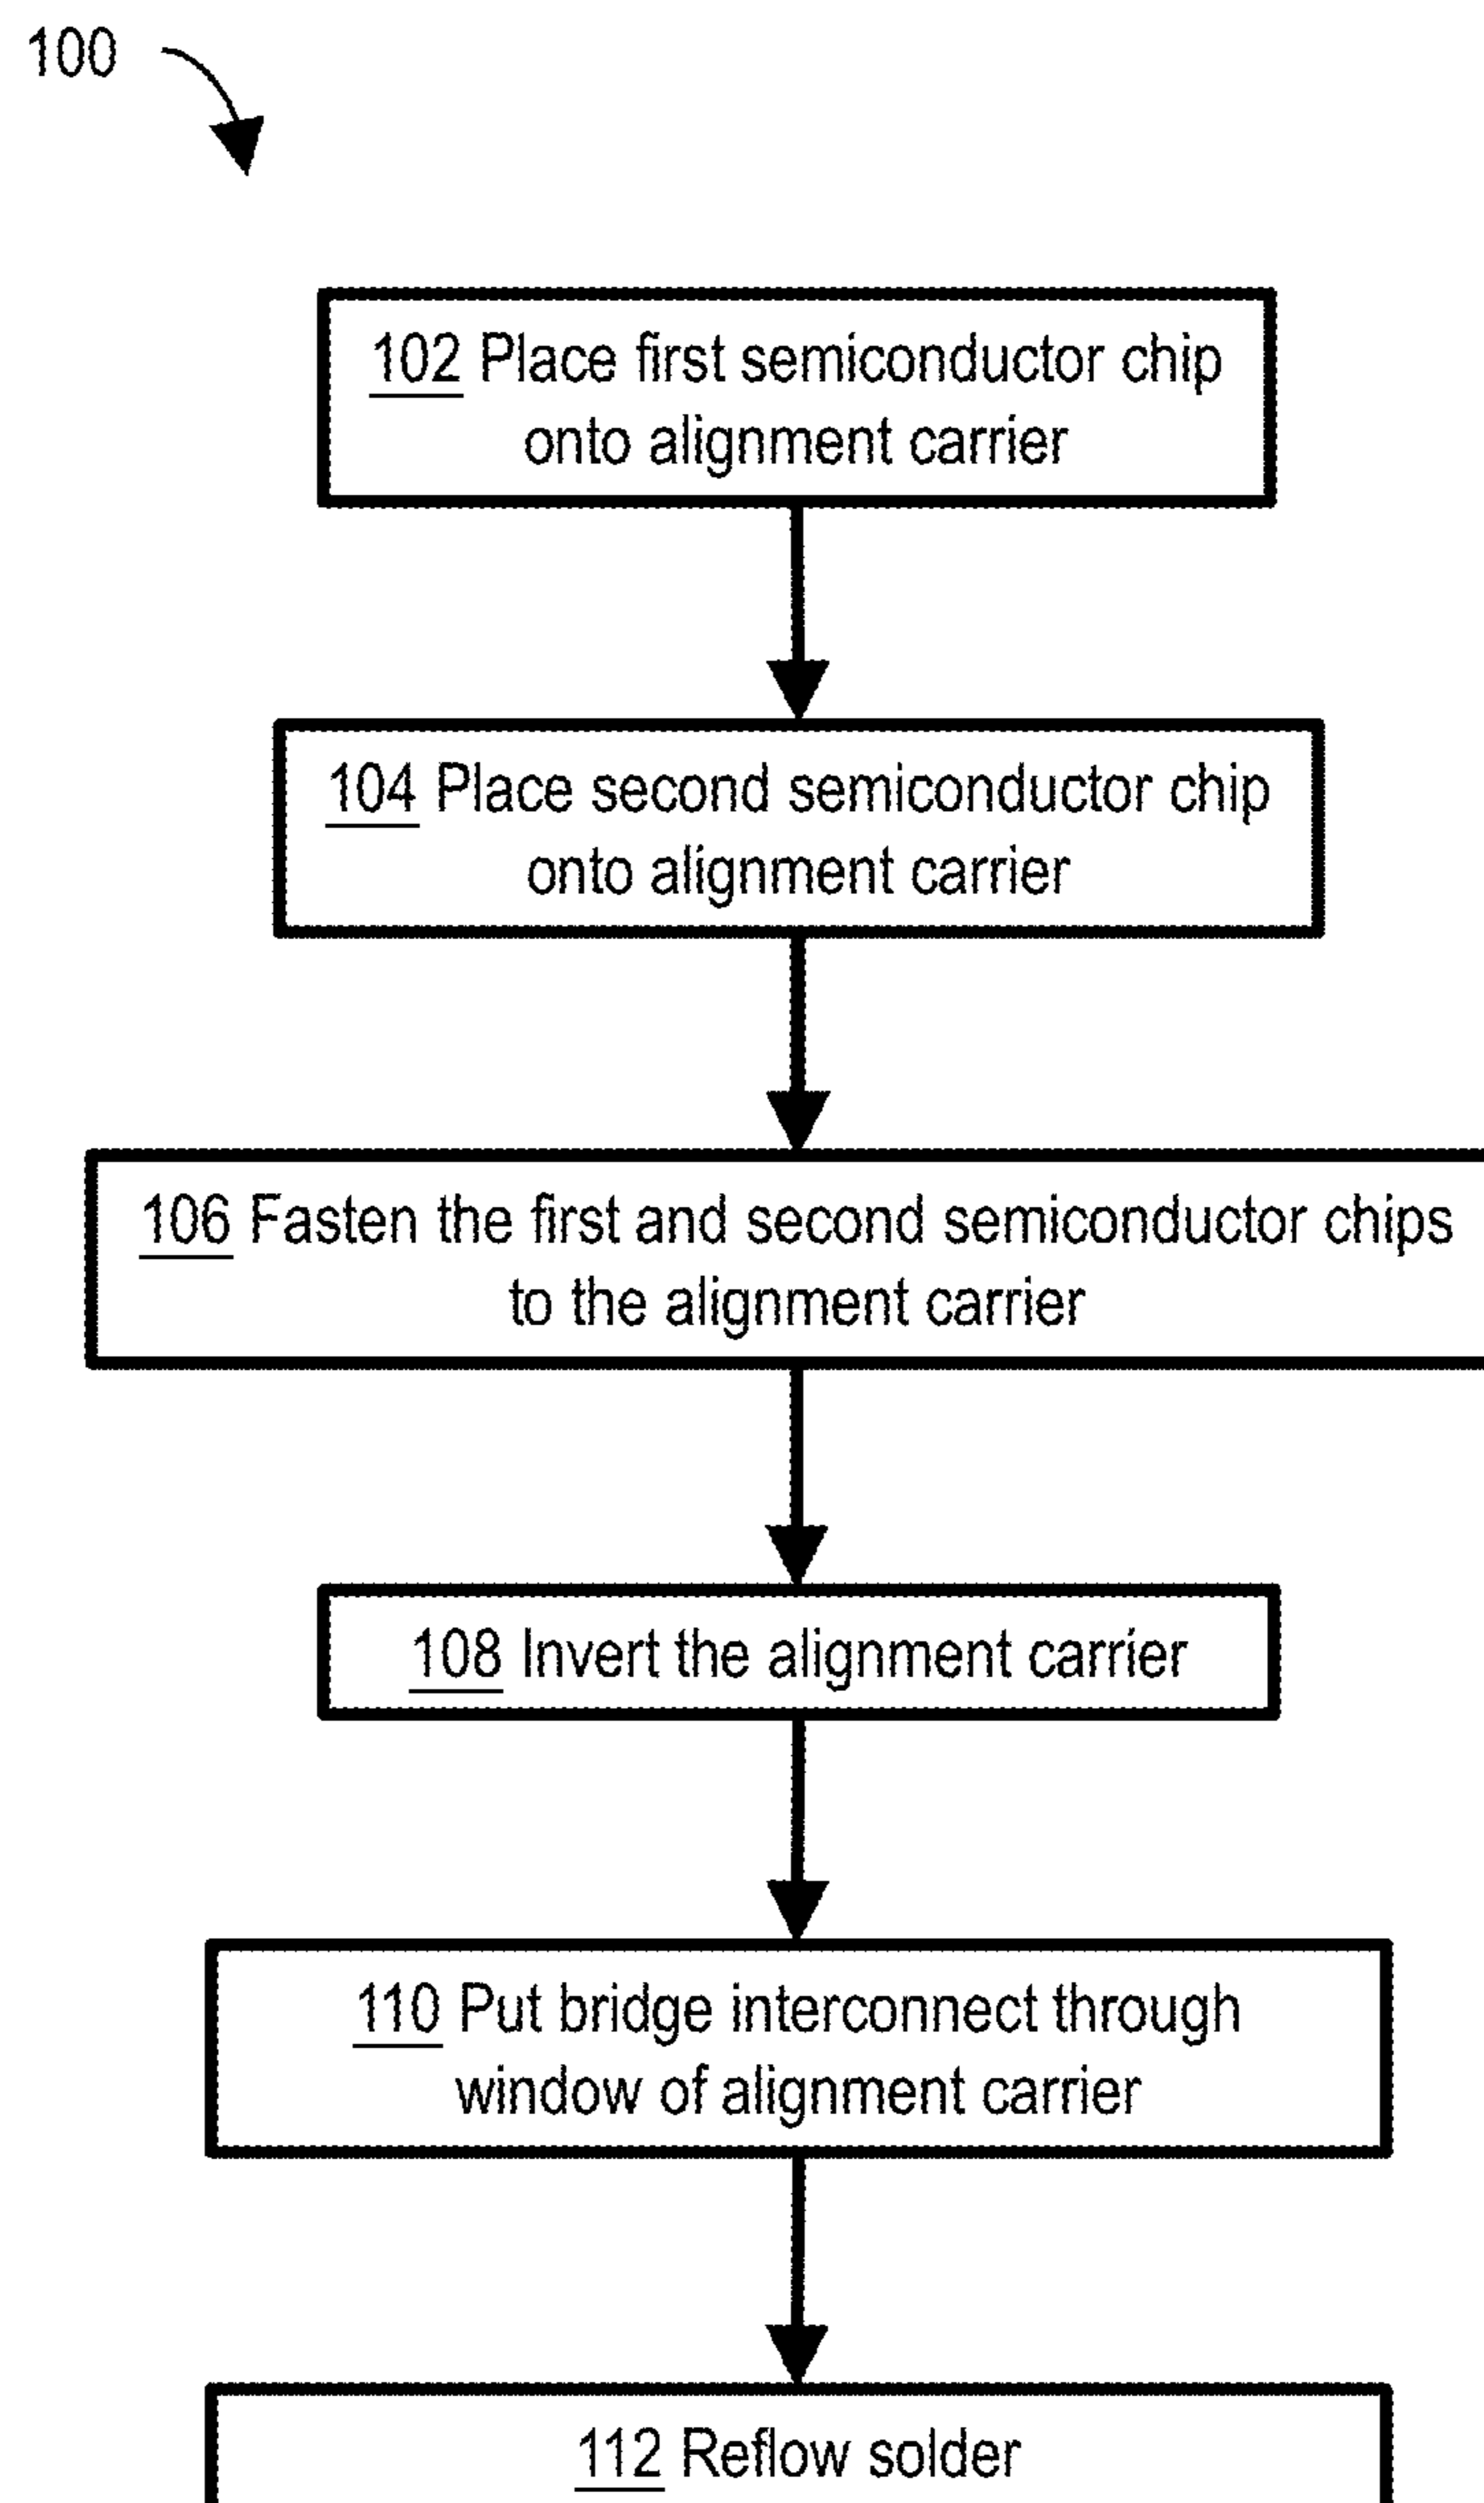 100
102 Place first semiconductor chip
onto alignment carrier
104 Place second semiconductor chip
onto alignment carrier
106 Fasten the first and second semiconductor chips
to the alignment carrier
108 Invert the alignment carrier
110 Put bridge interconnect through
window of alignment carrier
112 Reflow solder